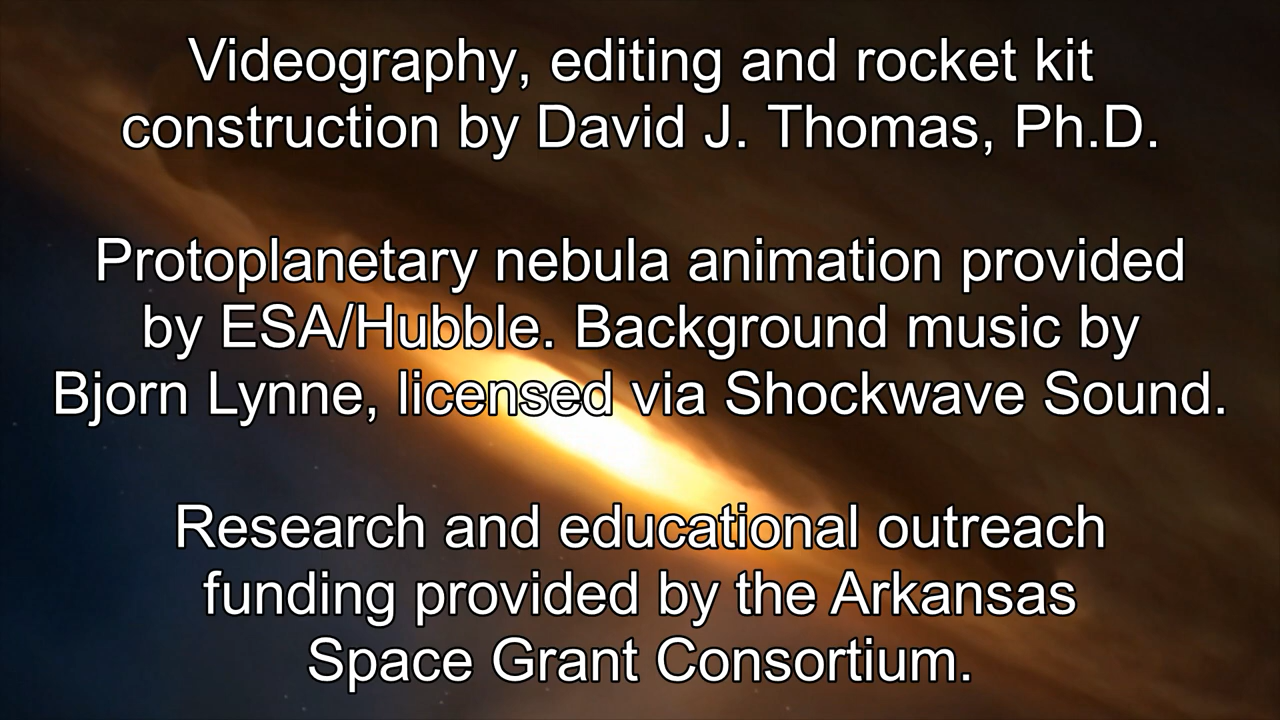 Videography, editing and rocket kit
construction by David J. Thomas, Ph.D.
Protoplanetary nebula animation provided
by ESA/Hubble. Background music by
Bjorn Lynne, licensed via Shockwave Sound.
Research and educational outreach
funding provided by the Arkansas
Space Grant Consortium.